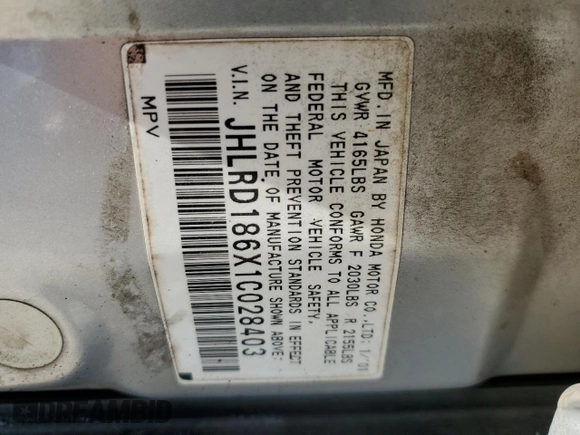 MFD. IN JAPAN BY HONDA MOTOR CO.,LTD: 1/'01
GVWR 4165LBS GAWR F 2030LBS R 2155LBS
THIS VEHICLE CONFORMS TO ALL APPLICABLE
FEDERAL MOTOR VEHICLE SAFETY,
AND THEFT PREVENTION STANDARDS IN EFFECT
ON THE DATE OF MANUFACTURE SHOWN ABOVE:
V.I.N. JHLRD186X1C028403
MPV
DREAMBID